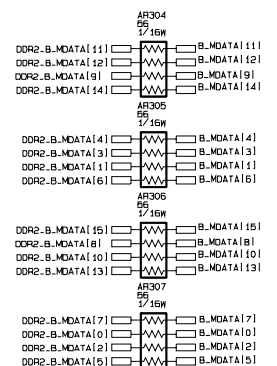 AR304
56
1/16W
DDR2_B_MDATA[11] B_MDATA[11]
DDR2_B_MDATA[12] B_MDATA[12]
DDR2_B_MDATA[9] B_MDATA[9]
DDR2_B_MDATA[14] B_MDATA[14]
AR305
56
1/16W
DDR2_B_MDATA[4] B_MDATA[4]
DDR2_B_MDATA[3] B_MDATA[3]
DDR2_B_MDATA[1] B_MDATA[1]
DDR2_B_MDATA[6] B_MDATA[6]
AR306
56
1/16W
DDR2_B_MDATA[15] B_MDATA[15]
DDR2_B_MDATA[8] B_MDATA[8]
DDR2_B_MDATA[10] B_MDATA[10]
DDR2_B_MDATA[13] B_MDATA[13]
AR307
56
1/16W
DDR2_B_MDATA[7] B_MDATA[7]
DDR2_B_MDATA[0] B_MDATA[0]
DDR2_B_MDATA[2] B_MDATA[2]
DDR2_B_MDATA[5] B_MDATA[5]